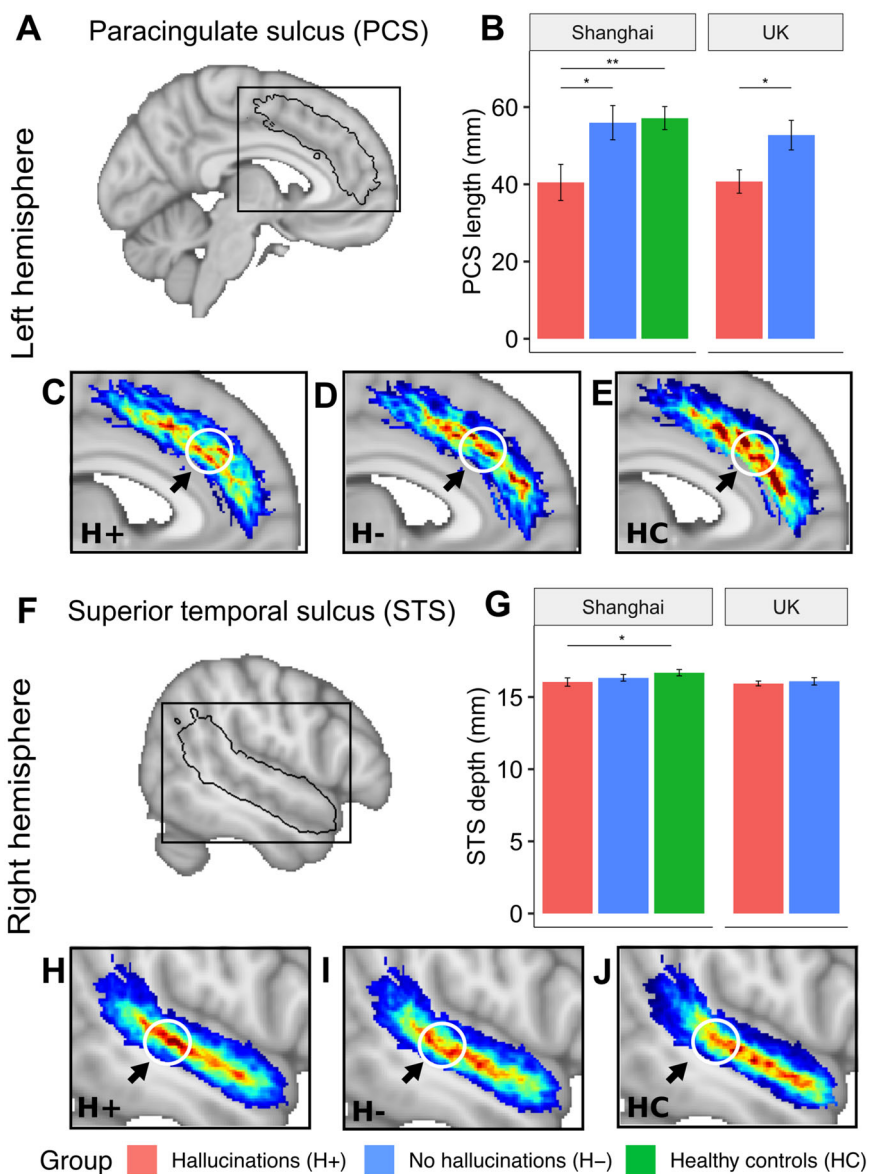 A Paracingulate sulcus (PCS)
B
Shanghai UK
** 
* *
60
40
20
0
PCS length (mm)
Left hemisphere
C D E
H+ H- HC
F Superior temporal sulcus (STS)
G
Shanghai UK
*
15
10
5
0
STS depth (mm)
Right hemisphere
H I J
H+ H- HC
Group Hallucinations (H+) No hallucinations (H–) Healthy controls (HC)